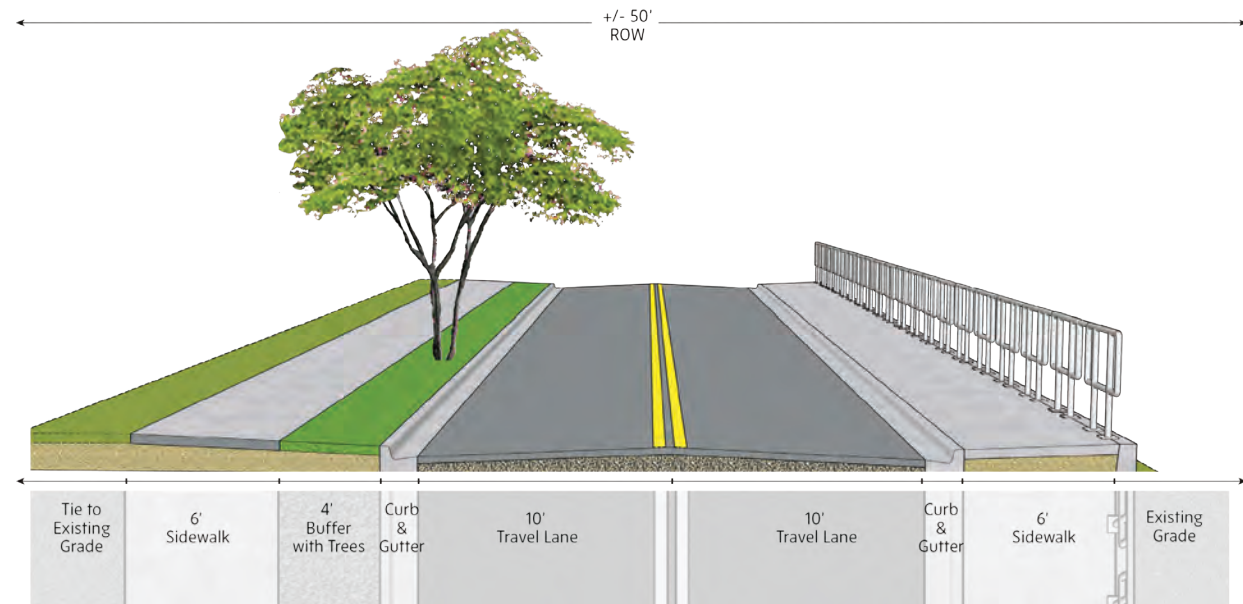 +/- 50'
ROW
Tie to
Existing
Grade
6'
Sidewalk
4'
Buffer
with Trees
Curb
&
Gutter
10'
Travel Lane
10'
Travel Lane
Curb
&
Gutter
6'
Sidewalk
Existing
Grade